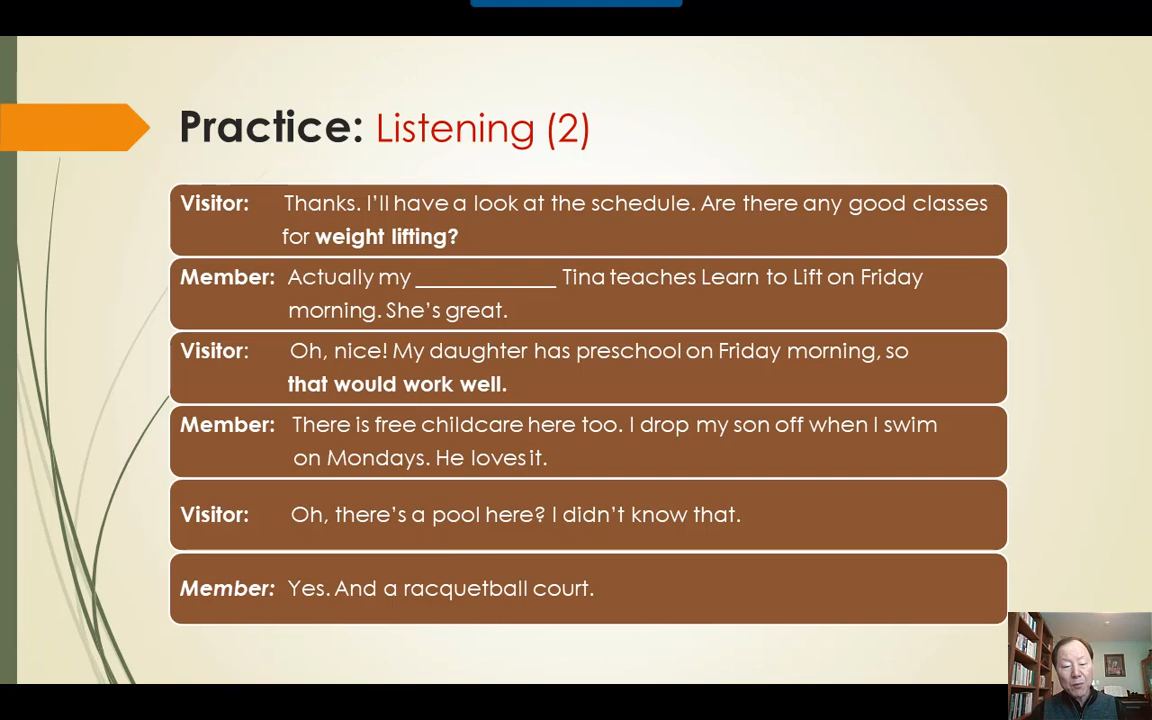 Practice: Listening (2)
Visitor: Thanks. I'll have a look at the schedule. Are there any good classes
for weight lifting?
Member: Actually my ____________ Tina teaches Learn to Lift on Friday
morning. She's great.
Visitor: Oh, nice! My daughter has preschool on Friday morning, so
that would work well.
Member: There is free childcare here too. I drop my son off when I swim
on Mondays. He loves it.
Visitor: Oh, there's a pool here? I didn't know that.
Member: Yes. And a racquetball court.